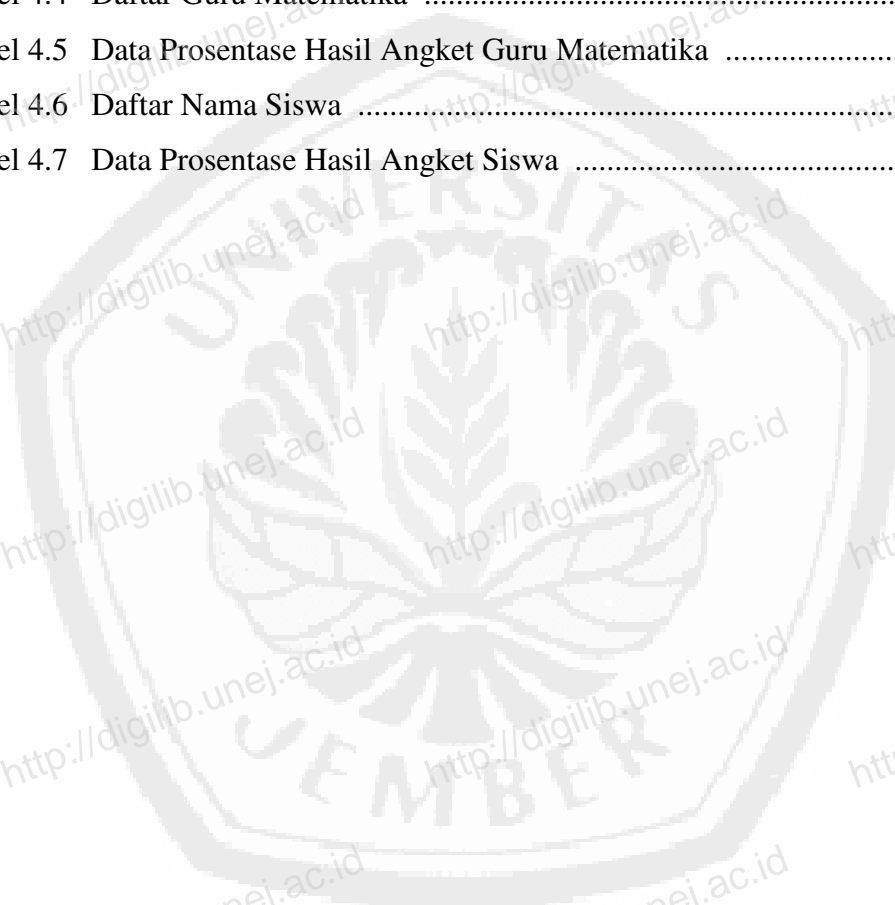 el 4.4 Daftar Guru Matematika ........................................................
el 4.5 Data Prosentase Hasil Angket Guru Matematika .....................
el 4.6 Daftar Nama Siswa ..................................................................
el 4.7 Data Prosentase Hasil Angket Siswa .......................................
UNIVERSITAS
JEMBER
http://digilib.unej.ac.id
http://digilib.unej.ac.id
http://digilib.unej.ac.id
http://digilib.unej.ac.id
http://digilib.unej.ac.id
http://digilib.unej.ac.id
http://digilib.unej.ac.id
http://digilib.unej.ac.id